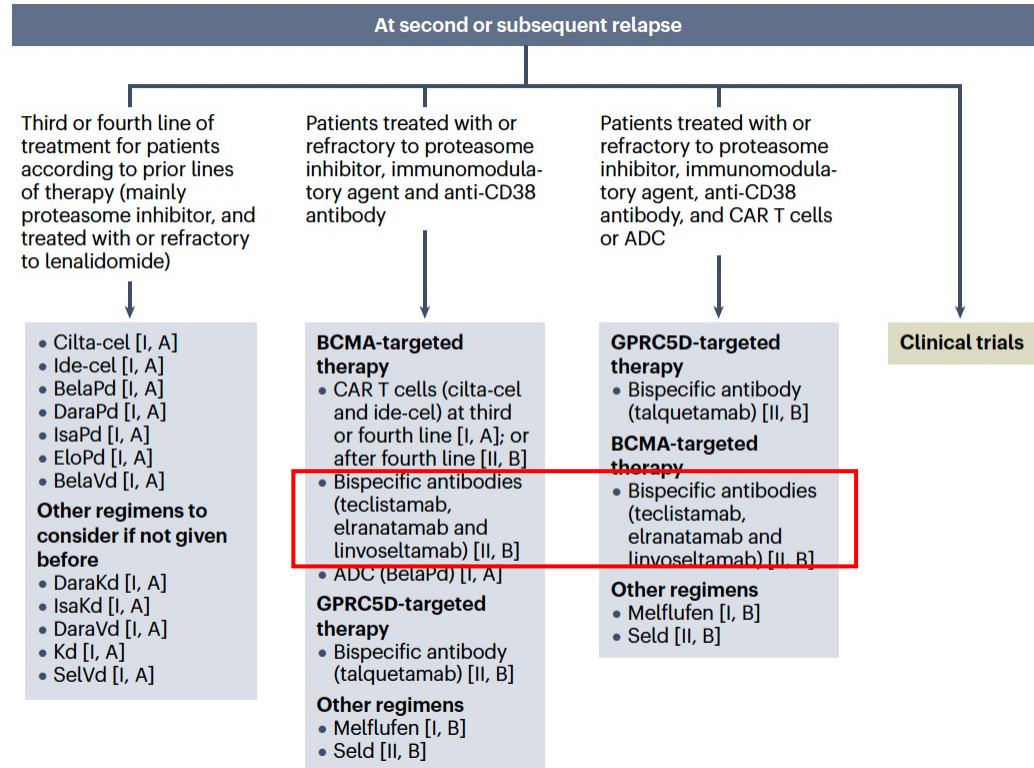 At second or subsequent relapse
Third or fourth line of
treatment for patients
according to prior lines
of therapy (mainly
proteasome inhibitor, and
treated with or refractory
to lenalidomide)
• Cilta-cel [I, A]
• Ide-cel [I, A]
• BelaPd [I, A]
• DaraPd [I, A]
• IsaPd [I, A]
• EloPd [I, A]
• BelaVd [I, A]
Other regimens to
consider if not given
before
• DaraKd [I, A]
• IsaKd [I, A]
• DaraVd [I, A]
• Kd [I, A]
• SelVd [I, A]
Patients treated with or
refractory to proteasome
inhibitor, immunomodula-
tory agent and anti-CD38
antibody
BCMA-targeted
therapy
• CAR T cells (cilta-cel
and ide-cel) at third
or fourth line [I, A]; or
after fourth line [II, B]
• Bispecific antibodies
(teclistamab,
elranatamab and
linvoseltamab) [II, B]
• ADC (BelaPd) [I, A]
GPRC5D-targeted
therapy
• Bispecific antibody
(talquetamab) [II, B]
Other regimens
• Melflufen [I, B]
• Seld [II, B]
Patients treated with or
refractory to proteasome
inhibitor, immunomodula-
tory agent, anti-CD38
antibody, and CAR T cells
or ADC
GPRC5D-targeted
therapy
• Bispecific antibody
(talquetamab) [II, B]
BCMA-targeted
therapy
• Bispecific antibodies
(teclistamab,
elranatamab and
linvoseltamab) [II, B]
Other regimens
• Melflufen [I, B]
• Seld [II, B]
Clinical trials